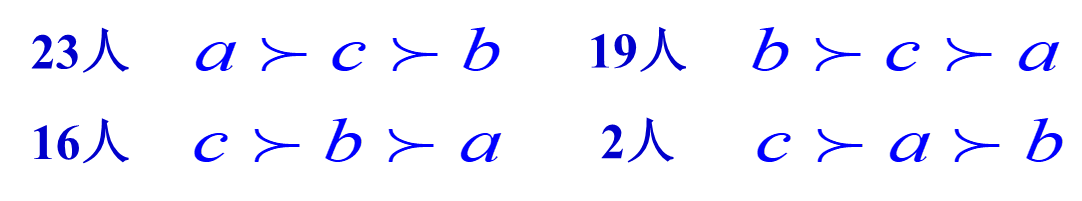 23人 a ≻ c ≻ b 19人 b ≻ c ≻ a
16人 c ≻ b ≻ a 2人 c ≻ a ≻ b